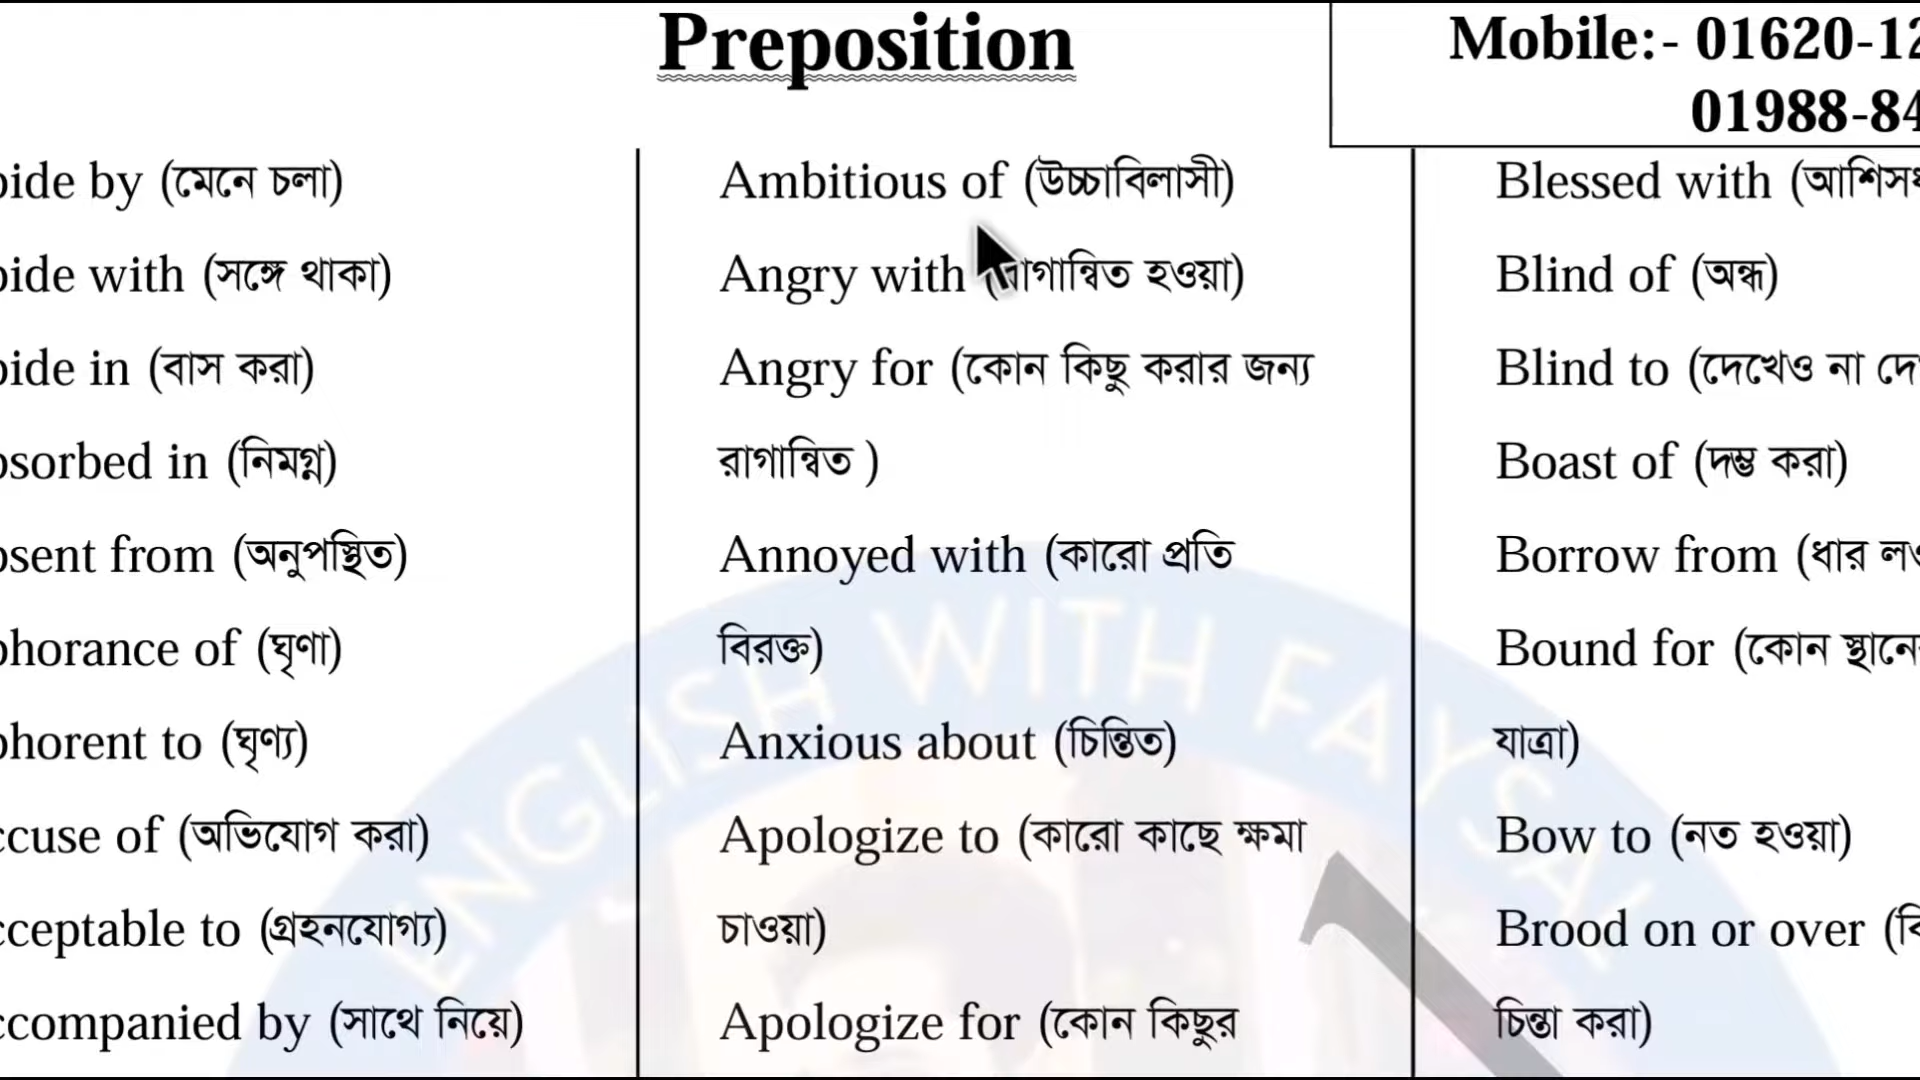 Preposition
Mobile:- 01620-12
01988-84
bide by (মেনে চলা)
bide with (সঙ্গে থাকা)
bide in (বাস করা)
bsorbed in (নিমগ্ন)
bsent from (অনুপস্থিত)
bhorance of (ঘৃণা)
bhorent to (ঘৃণ্য)
ccuse of (অভিযোগ করা)
cceptable to (গ্রহনযোগ্য)
ccompanied by (সাথে নিয়ে)
Ambitious of (উচ্চাবিলাসী)
Angry with (রাগান্বিত হওয়া)
Angry for (কোন কিছু করার জন্য
রাগান্বিত )
Annoyed with (কারো প্রতি
বিরক্ত)
Anxious about (চিন্তিত)
Apologize to (কারো কাছে ক্ষমা
চাওয়া)
Apologize for (কোন কিছুর
Blessed with (আশিস
Blind of (অন্ধ)
Blind to (দেখেও না দে
Boast of (দম্ভ করা)
Borrow from (ধার ল
Bound for (কোন স্থানে
যাত্রা)
Bow to (নত হওয়া)
Brood on or over (বি
চিন্তা করা)
ENGLISH WITH FAYSAL